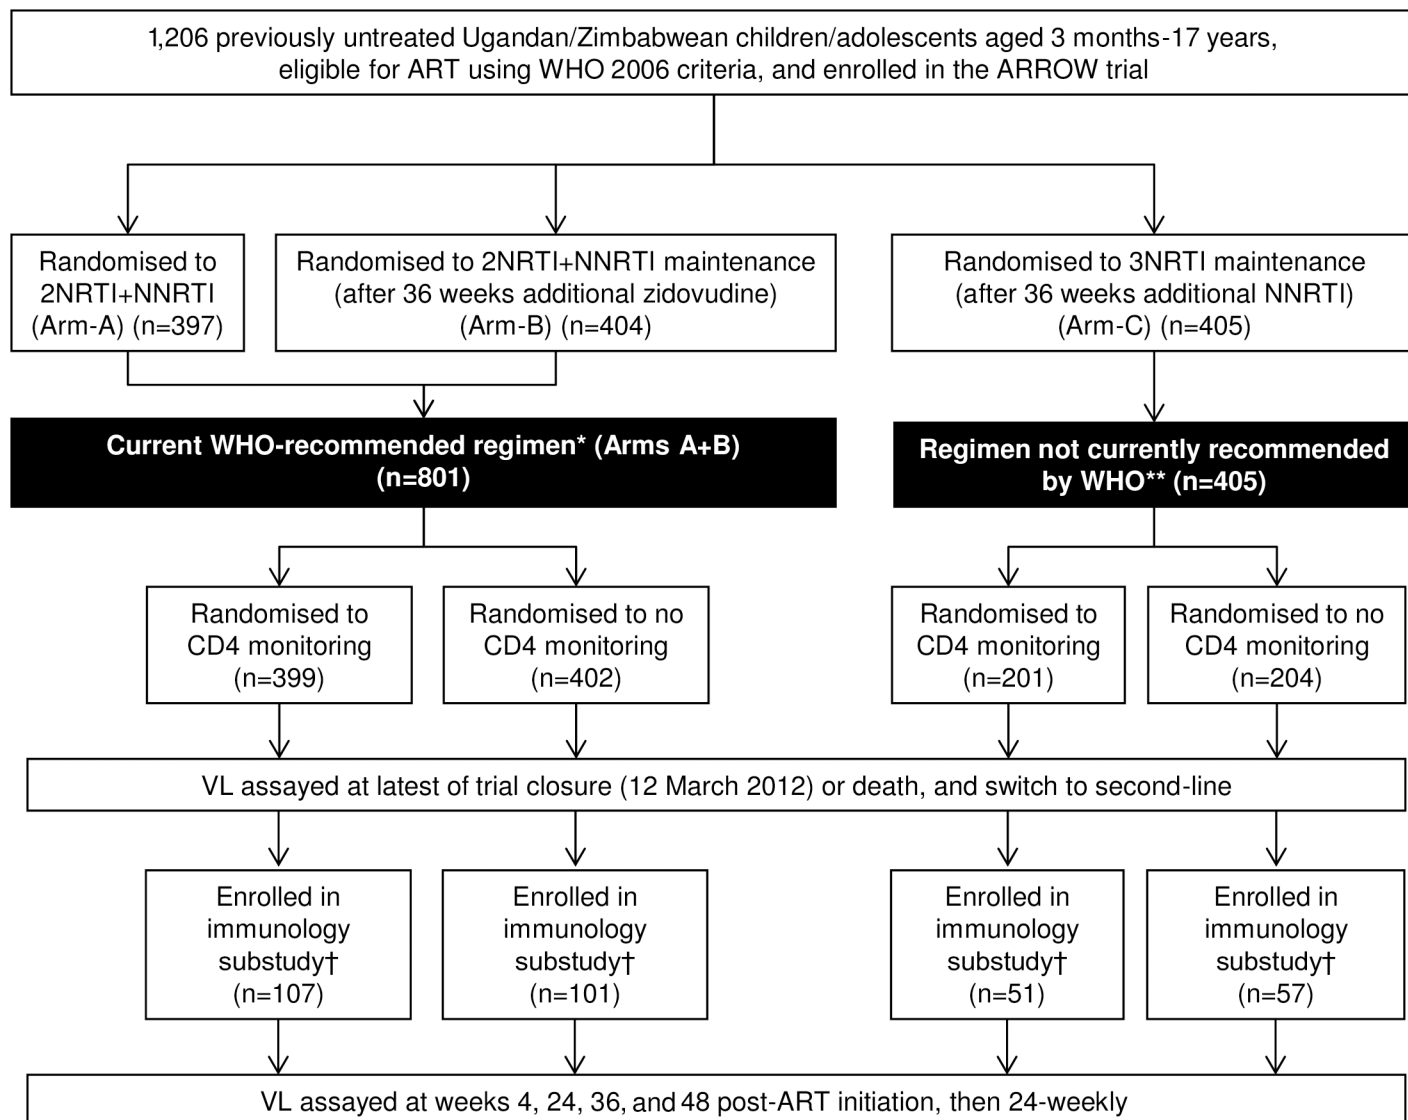 1,206 previously untreated Ugandan/Zimbabwean children/adolescents aged 3 months-17 years,
eligible for ART using WHO 2006 criteria, and enrolled in the ARROW trial
Randomised to
2NRTI+NNRTI
(Arm-A) (n=397)
Randomised to 2NRTI+NNRTI maintenance
(after 36 weeks additional zidovudine)
(Arm-B) (n=404)
Randomised to 3NRTI maintenance
(after 36 weeks additional NNRTI)
(Arm-C) (n=405)
Current WHO-recommended regimen* (Arms A+B)
(n=801)
Regimen not currently recommended
by WHO** (n=405)
Randomised to
CD4 monitoring
(n=399)
Randomised to no
CD4 monitoring
(n=402)
Randomised to
CD4 monitoring
(n=201)
Randomised to no
CD4 monitoring
(n=204)
VL assayed at latest of trial closure (12 March 2012) or death, and switch to second-line
Enrolled in
immunology
substudy†
(n=107)
Enrolled in
immunology
substudy†
(n=101)
Enrolled in
immunology
substudy†
(n=51)
Enrolled in
immunology
substudy†
(n=57)
VL assayed at weeks 4, 24, 36, and 48 post-ART initiation, then 24-weekly